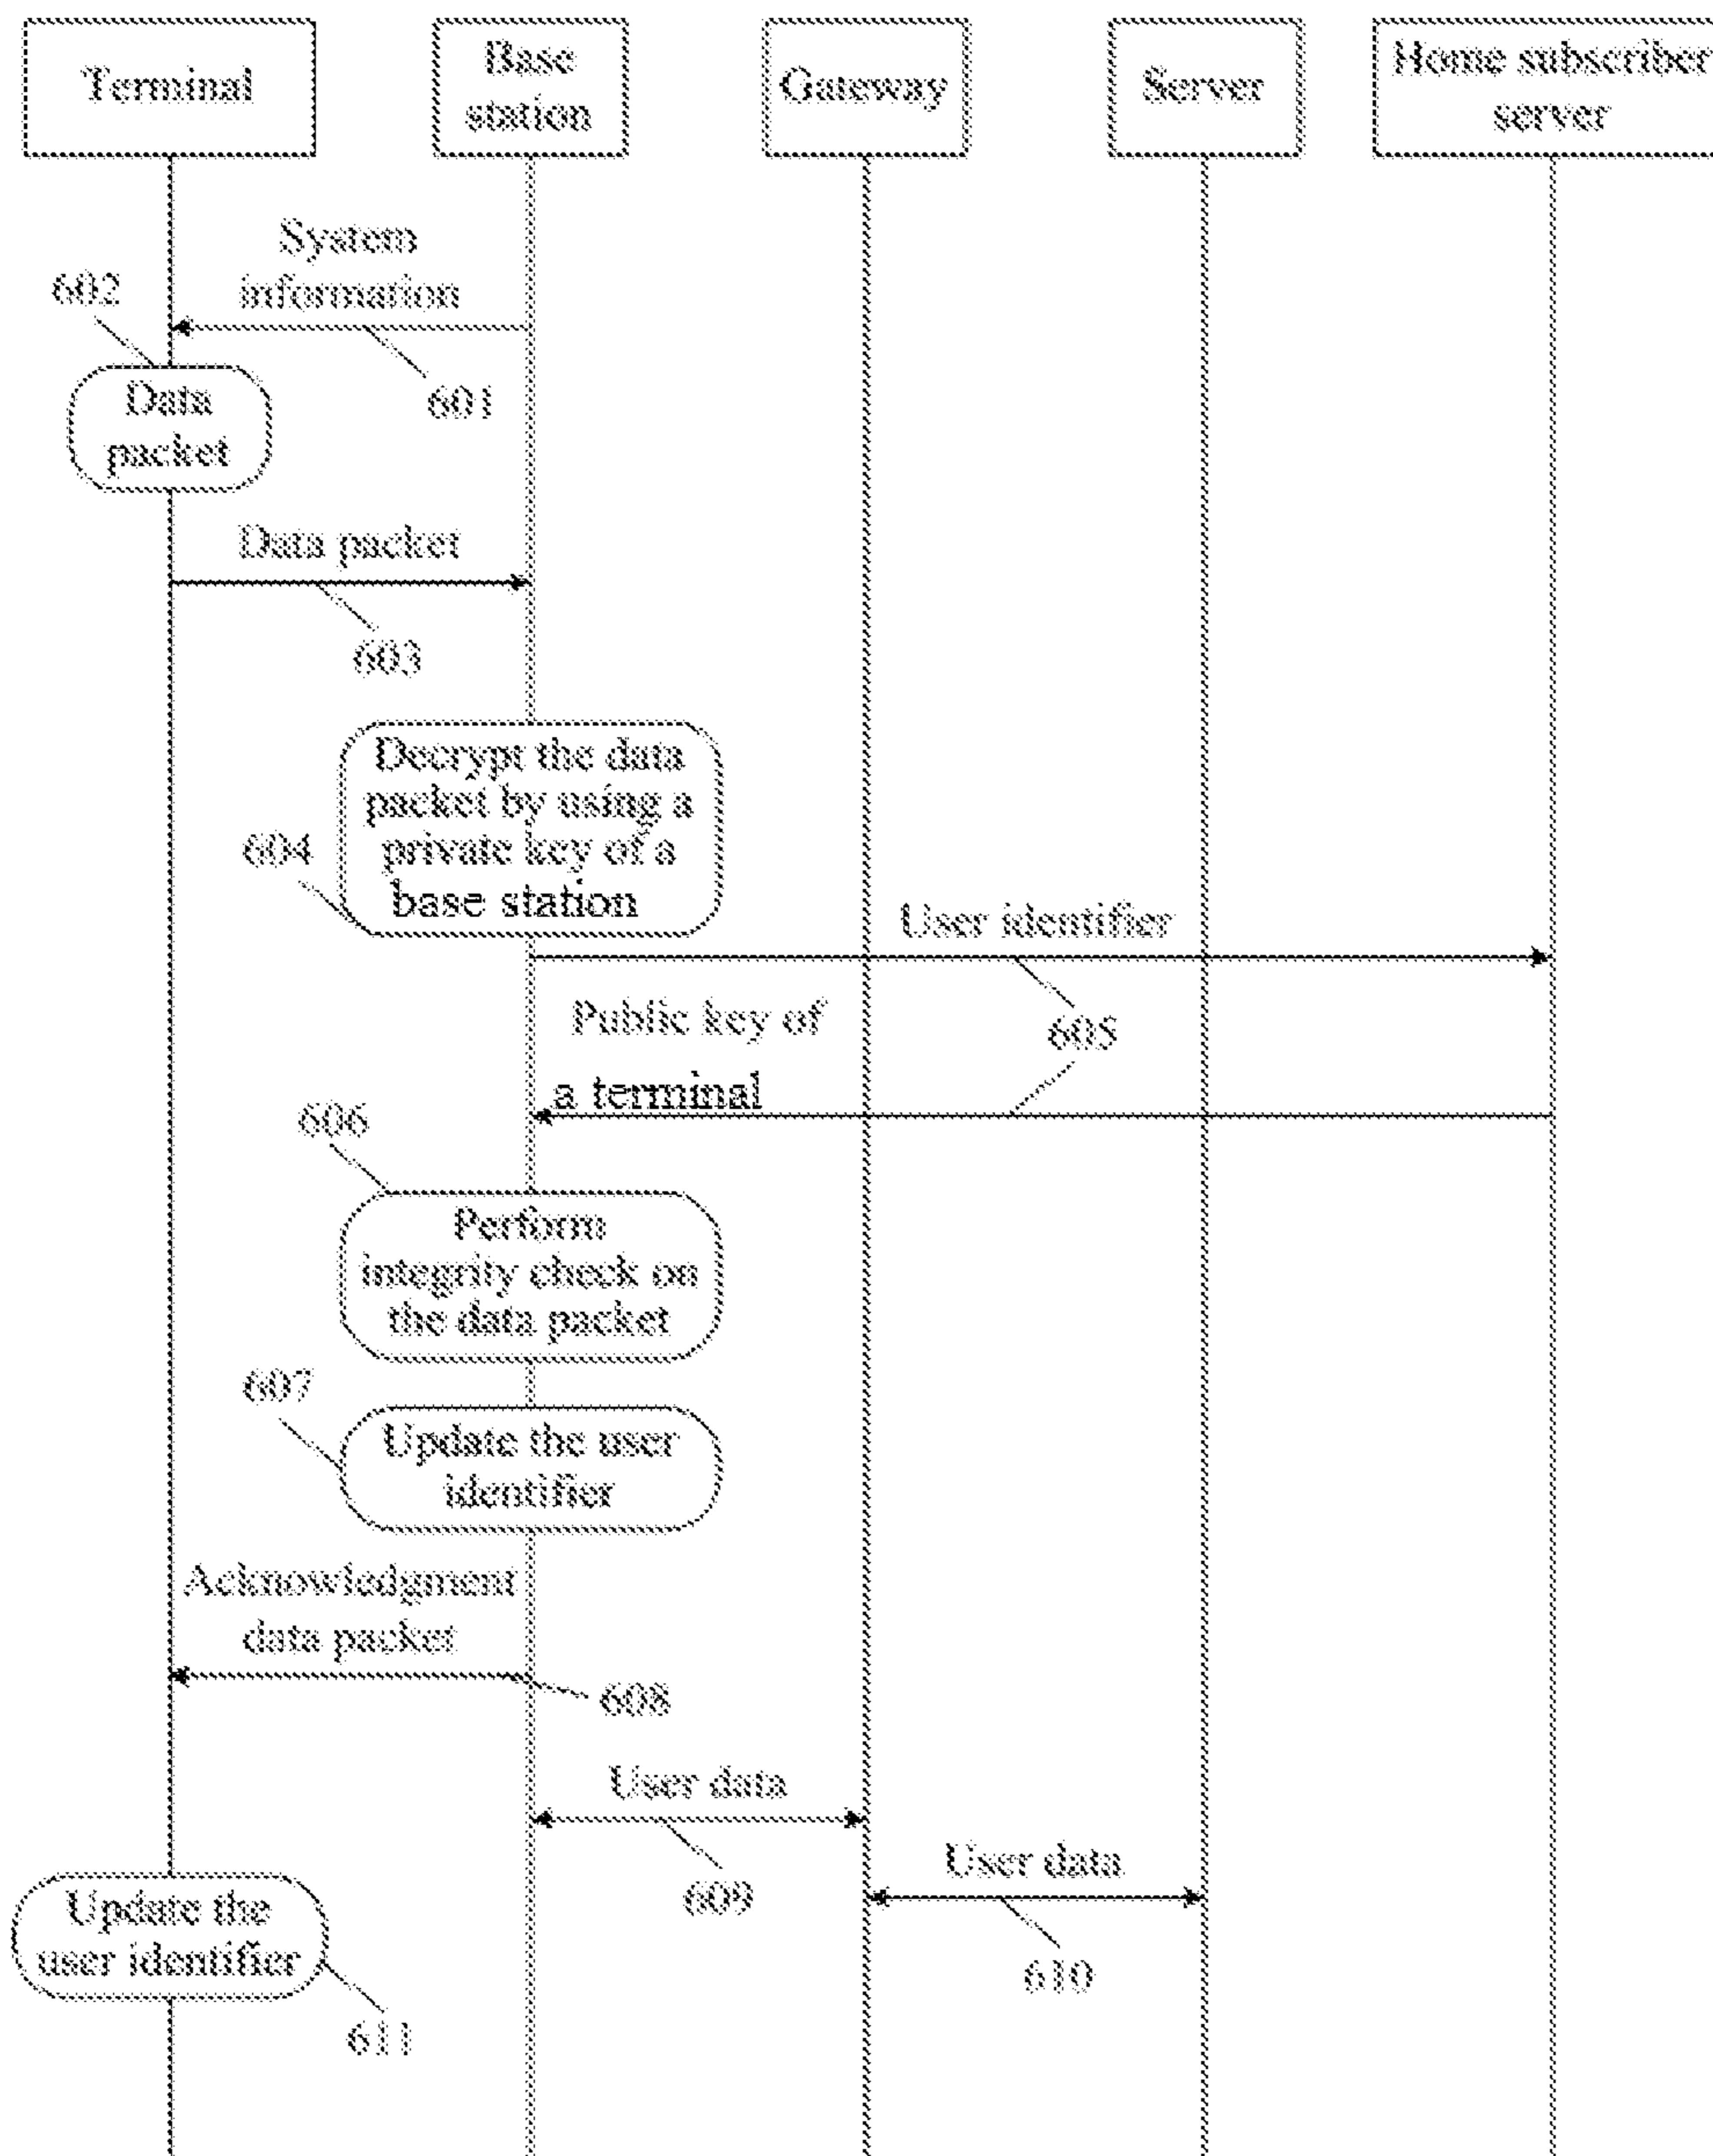 Terminal
Base
station
Gateway
Server
Home subscriber
server
System
information
602
601
Data
packet
Data packet
603
Decrypt the data
packet by using a
private key of a
base station
604
User identifier
605
Public key of
a terminal
606
Perform
integrity check on
the data packet
607
Update the user
identifier
Acknowledgment
data packet
608
User data
609
User data
610
Update the
user identifier
611